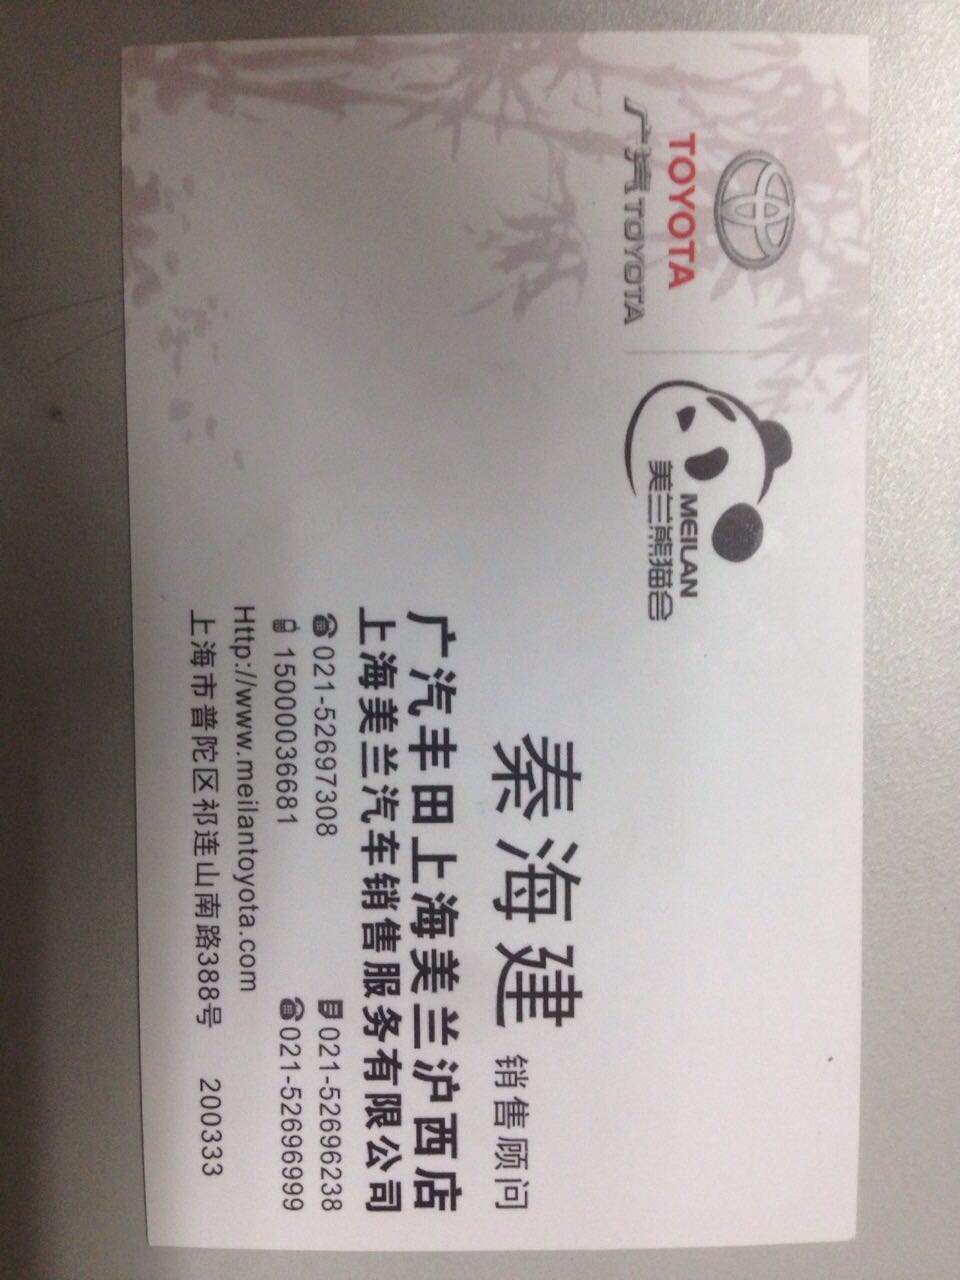 TOYOTA
广汽TOYOTA
MEILAN
美兰熊猫会
秦海建 销售顾问
广汽丰田上海美兰沪西店
上海美兰汽车销售服务有限公司
021-52697308 021-52696238
15000036681 021-52696999
Http://www.meilantoyota.com
上海市普陀区祁连山南路388号 200333